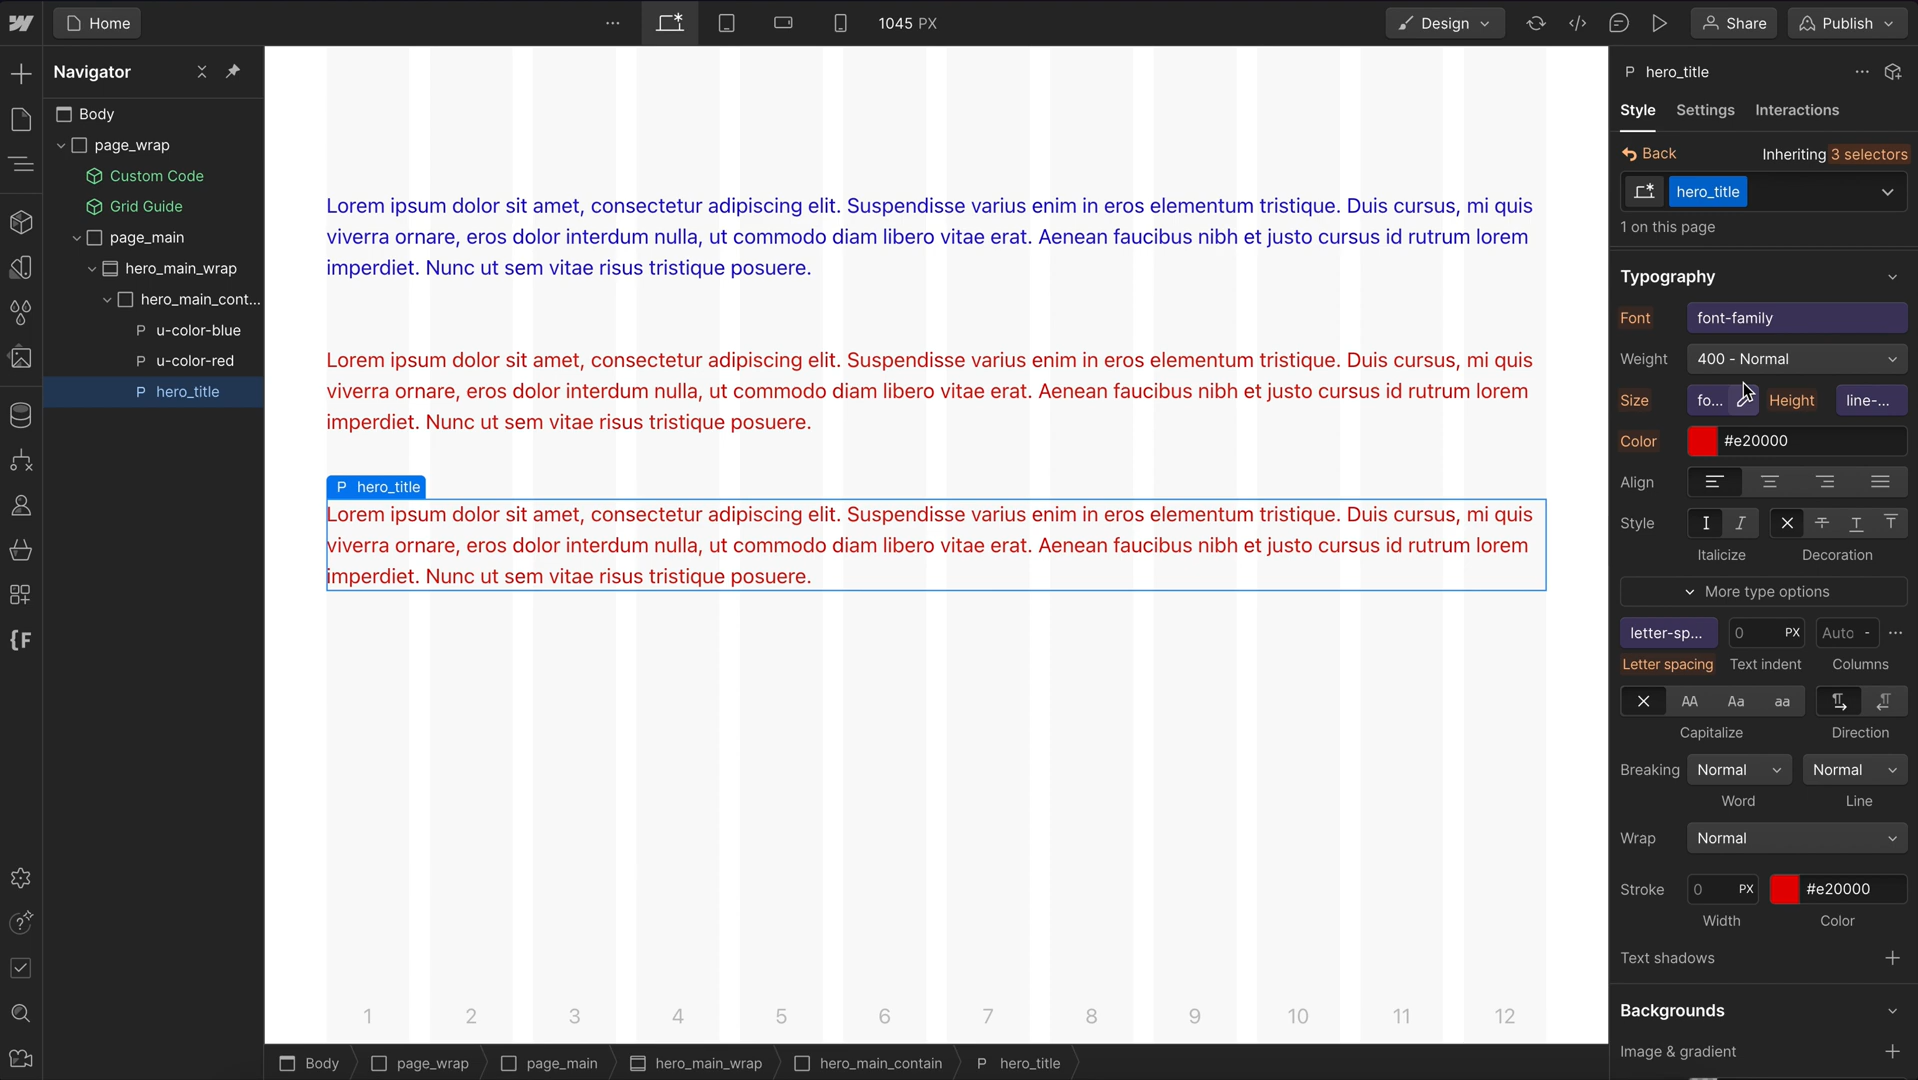 Home
1045 PX
Design
Share
Publish
Navigator
Body
page_wrap
Custom Code
Grid Guide
page_main
hero_main_wrap
hero_main_cont...
u-color-blue
u-color-red
hero_title
Lorem ipsum dolor sit amet, consectetur adipiscing elit. Suspendisse varius enim in eros elementum tristique. Duis cursus, mi quis
viverra ornare, eros dolor interdum nulla, ut commodo diam libero vitae erat. Aenean faucibus nibh et justo cursus id rutrum lorem
imperdiet. Nunc ut sem vitae risus tristique posuere.
Lorem ipsum dolor sit amet, consectetur adipiscing elit. Suspendisse varius enim in eros elementum tristique. Duis cursus, mi quis
viverra ornare, eros dolor interdum nulla, ut commodo diam libero vitae erat. Aenean faucibus nibh et justo cursus id rutrum lorem
imperdiet. Nunc ut sem vitae risus tristique posuere.
P hero_title
Lorem ipsum dolor sit amet, consectetur adipiscing elit. Suspendisse varius enim in eros elementum tristique. Duis cursus, mi quis
viverra ornare, eros dolor interdum nulla, ut commodo diam libero vitae erat. Aenean faucibus nibh et justo cursus id rutrum lorem
imperdiet. Nunc ut sem vitae risus tristique posuere.
1 2 3 4 5 6 7 8 9 10 11 12
Body page_wrap page_main hero_main_wrap hero_main_contain P hero_title
P hero_title
Style Settings Interactions
Back Inheriting 3 selectors
hero_title
1 on this page
Typography
Font font-family
Weight 400 - Normal
Size fo... Height line-...
Color #e20000
Align
Style
Italicize Decoration
More type options
letter-sp... 0 PX Auto -
Letter spacing Text indent Columns
AA Aa aa
Capitalize Direction
Breaking Normal Normal
Word Line
Wrap Normal
Stroke 0 PX #e20000
Width Color
Text shadows
Backgrounds
Image & gradient